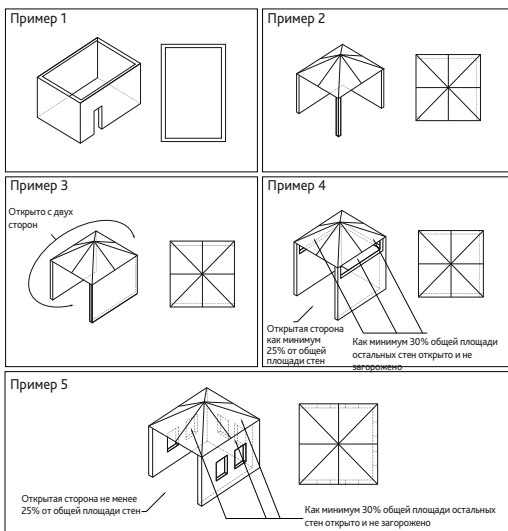 Пример 1
Пример 2
Пример 3
Открыто с двух
сторон
Пример 4
Открытая сторона
как минимум
25% от общей
площади стен
Как минимум 30% общей площади
остальных стен открыто и не
загорожено
Пример 5
Открытая сторона не менее
25% от общей площади стен
Как минимум 30% общей площади остальных
стен открыто и не загорожено